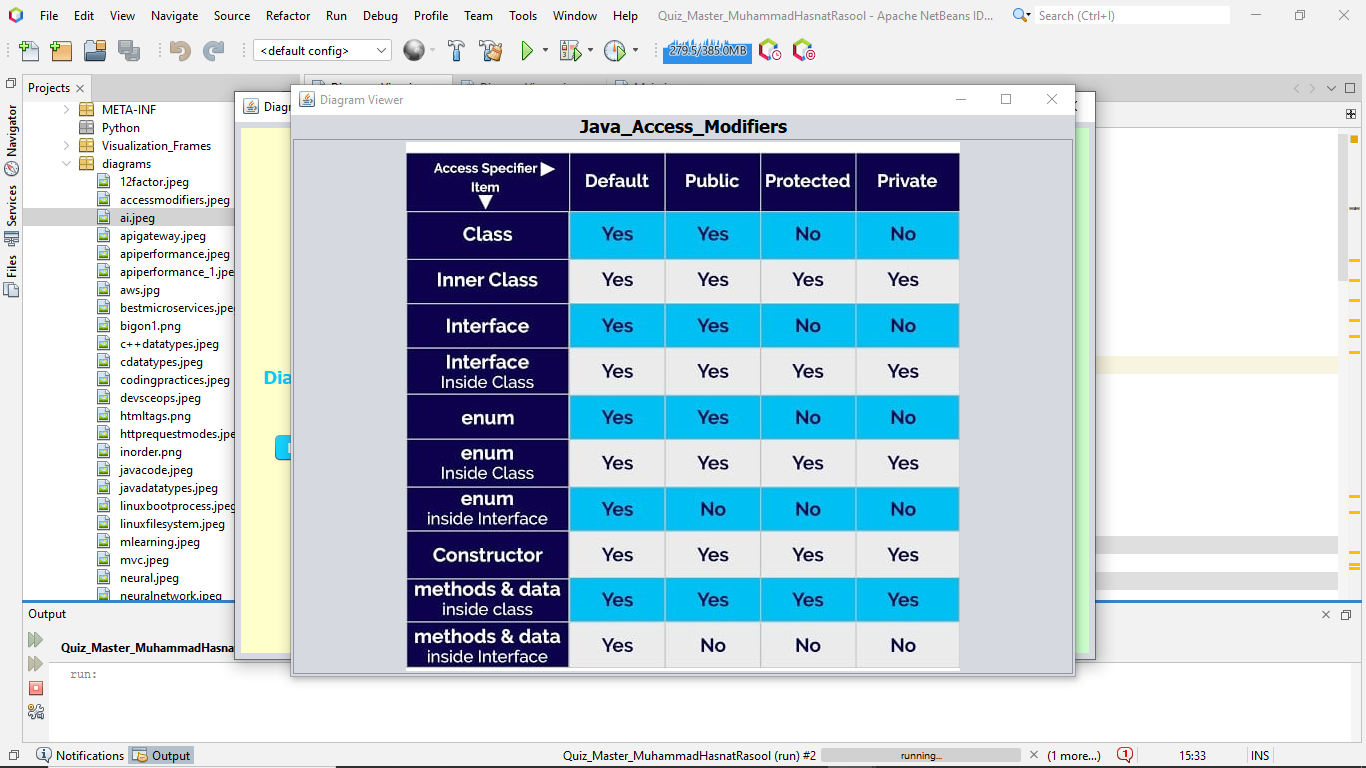 File Edit View Navigate Source Refactor Run Debug Profile Team Tools Window Help Quiz_Master_MuhammadHasnatRasool - Apache NetBeans ID... Search (Ctrl+I)
<default config> 279.5/385.0MB
Projects
Navigator
Services
Files
META-INF
Python
Visualization_Frames
diagrams
12factor.jpeg
accessmodifiers.jpeg
ai.jpeg
apigateway.jpeg
apiperformance.jpeg
apiperformance_1.jpe
aws.jpg
bestmicroservices.jpe
bigon1.png
c++datatypes.jpeg
cdatatypes.jpeg
codingpractices.jpeg
devsceops.jpeg
htmltags.png
httprequestmodes.jpe
inorder.png
javacode.jpeg
javadatatypes.jpeg
linuxbootprocess.jpeg
linuxfilesystem.jpeg
mlearning.jpeg
mvc.jpeg
neural.jpeg
neuralnetwork.jpeg
Diagr
Dia
Diagram Viewer
Java_Access_Modifiers
Access Specifier Item Default Public Protected Private
Class Yes Yes No No
Inner Class Yes Yes Yes Yes
Interface Yes Yes No No
Interface Inside Class Yes Yes Yes Yes
enum Yes Yes No No
enum Inside Class Yes Yes Yes Yes
enum inside Interface Yes No No No
Constructor Yes Yes Yes Yes
methods & data inside class Yes Yes Yes Yes
methods & data inside Interface Yes No No No
Output
Quiz_Master_MuhammadHasna
run:
Notifications Output Quiz_Master_MuhammadHasnatRasool (run) #2 running... (1 more...) 1 15:33 INS